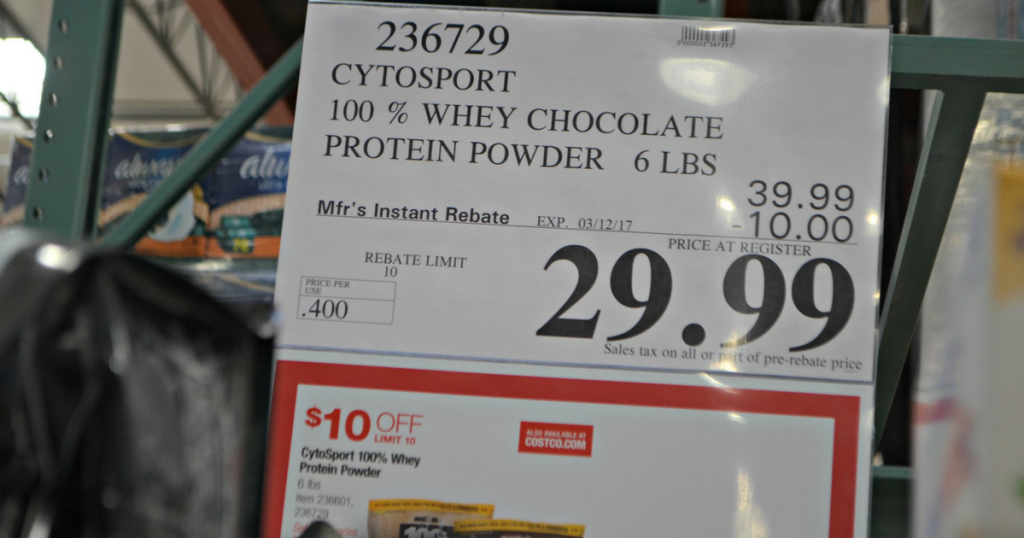 236729
CYTOSPORT
100 % WHEY CHOCOLATE
PROTEIN POWDER 6 LBS
39.99
Mfr's Instant Rebate EXP. 03/12/17 -10.00
PRICE AT REGISTER
REBATE LIMIT
10
29.99
PRICE PER
USE
.400
Sales tax on all or part of pre-rebate price
$10 OFF
LIMIT 10
ALSO AVAILABLE AT
COSTCO.COM
CytoSport 100% Whey
Protein Powder
6 lbs
Item 236601,
236729
always
100%